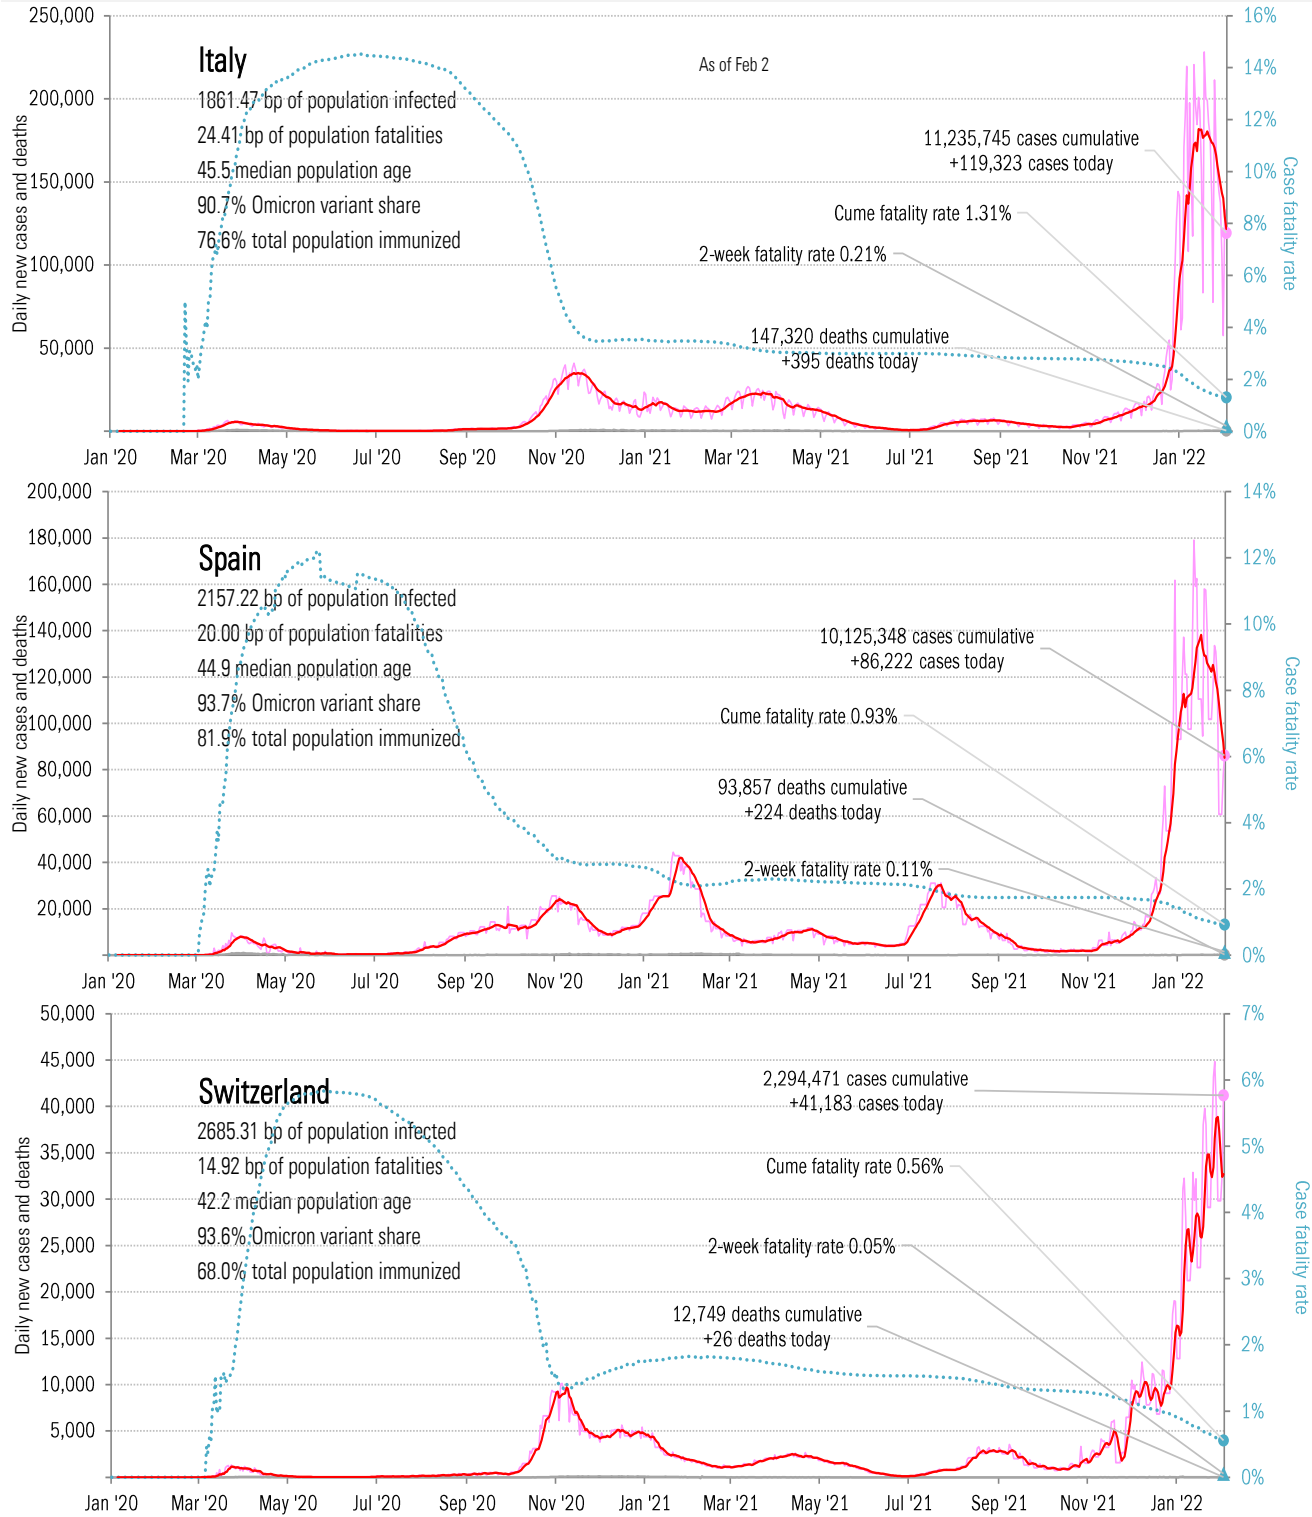 250,000
16%
Italy
As of Feb 2
14%
1861.47 bp of population infected
200,000
12%
24.41 bp of population fatalities
11,235,745 cases cumulative
+119,323 cases today
45.5 median population age
150,000
10%
90.7% Omicron variant share
Cume fatality rate 1.31%
8%
76.6% total population immunized
2-week fatality rate 0.21%
100,000
6%
147,320 deaths cumulative
+395 deaths today
50,000
4%
2%
0%
Daily new cases and deaths
Case fatality rate
Jan '20 Mar '20 May '20 Jul '20 Sep '20 Nov '20 Jan '21 Mar '21 May '21 Jul '21 Sep '21 Nov '21 Jan '22
200,000
14%
180,000
Spain
12%
2157.22 bp of population infected
160,000
20.00 bp of population fatalities
140,000
10%
10,125,348 cases cumulative
+86,222 cases today
44.9 median population age
120,000
93.7% Omicron variant share
8%
Cume fatality rate 0.93%
100,000
81.9% total population immunized
80,000
6%
93,857 deaths cumulative
+224 deaths today
60,000
4%
2-week fatality rate 0.11%
40,000
2%
20,000
0%
Daily new cases and deaths
Case fatality rate
Jan '20 Mar '20 May '20 Jul '20 Sep '20 Nov '20 Jan '21 Mar '21 May '21 Jul '21 Sep '21 Nov '21 Jan '22
50,000
7%
45,000
Switzerland
2,294,471 cases cumulative
+41,183 cases today
6%
40,000
2685.31 bp of population infected
14.92 bp of population fatalities
35,000
5%
Cume fatality rate 0.56%
42.2 median population age
30,000
93.6% Omicron variant share
4%
25,000
2-week fatality rate 0.05%
68.0% total population immunized
20,000
3%
12,749 deaths cumulative
+26 deaths today
15,000
2%
10,000
1%
5,000
0%
Daily new cases and deaths
Case fatality rate
Jan '20 Mar '20 May '20 Jul '20 Sep '20 Nov '20 Jan '21 Mar '21 May '21 Jul '21 Sep '21 Nov '21 Jan '22